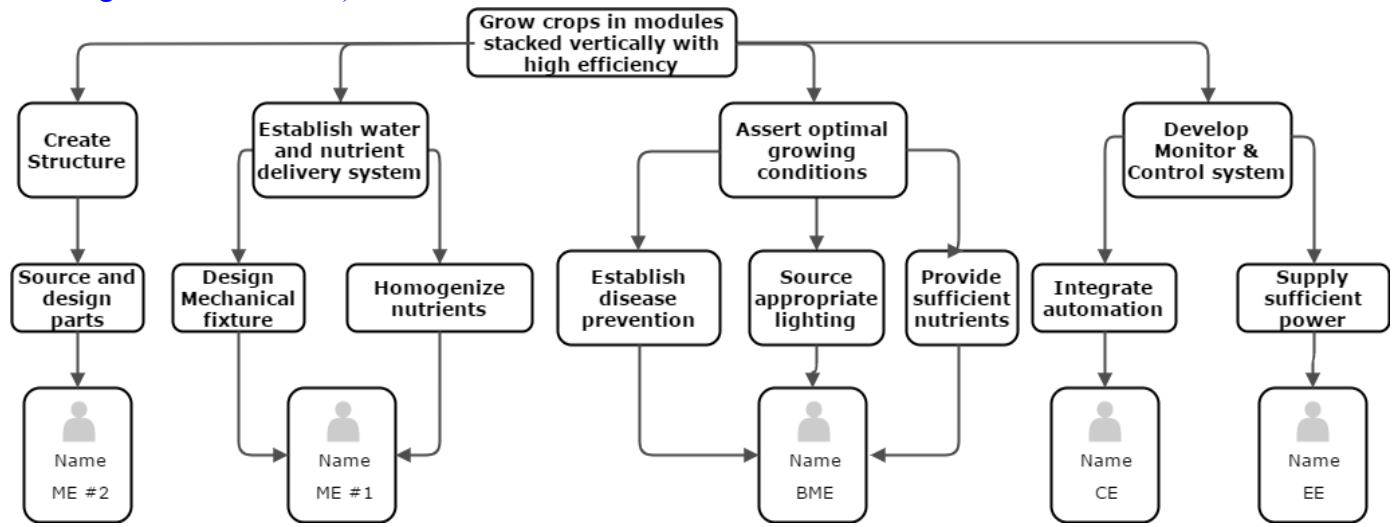 Grow crops in modules
stacked vertically with
high efficiency
Create
Structure
Establish water
and nutrient
delivery system
Assert optimal
growing
conditions
Develop
Monitor &
Control system
Source and
design
parts
Design
Mechanical
fixture
Homogenize
nutrients
Establish
disease
prevention
Source
appropriate
lighting
Provide
sufficient
nutrients
Integrate
automation
Supply
sufficient
power
Name
ME #2
Name
ME #1
Name
BME
Name
CE
Name
EE